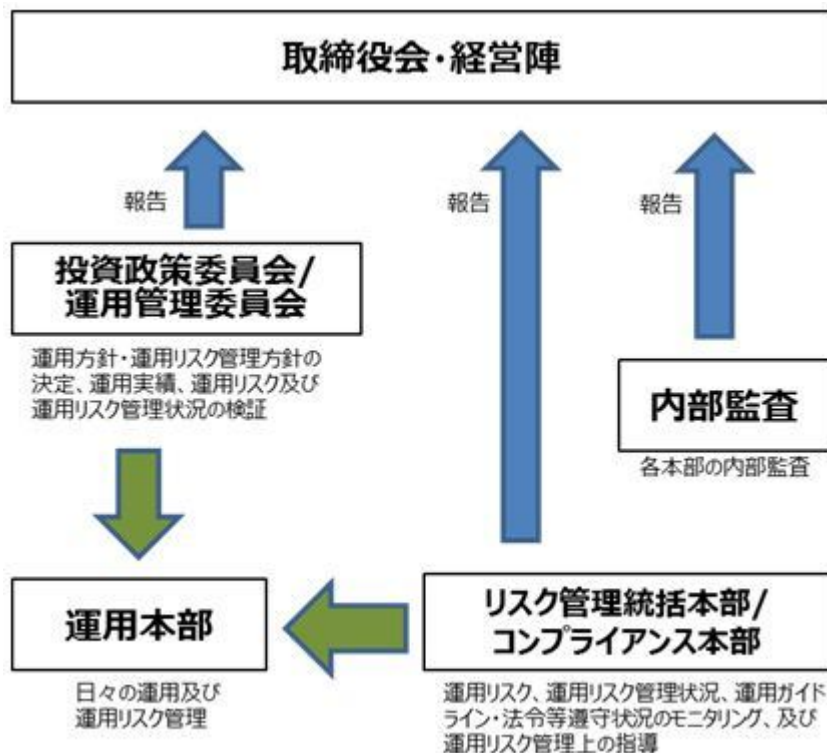 取締役会・経営陣
報告
報告
報告
投資政策委員会/
運用管理委員会
運用方針・運用リスク管理方針の
決定、運用実績、運用リスク及び
運用リスク管理状況の検証
内部監査
各本部の内部監査
運用本部
日々の運用及び
運用リスク管理
リスク管理統括本部/
コンプライアンス本部
運用リスク、運用リスク管理状況、運用ガイド
ライン・法令等遵守状況のモニタリング、及び
運用リスク管理上の指導